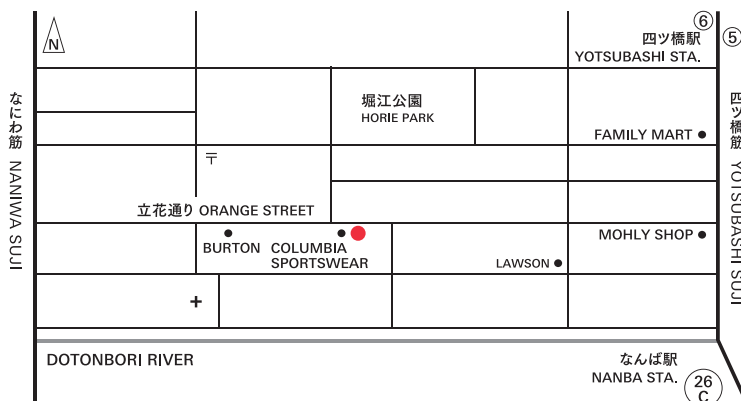 N
⑥
⑤
四ツ橋駅
YOTSUBASHI STA.
なにわ筋 NANIWA SUJI
四ツ橋筋 YOTSUBASHI SUJI
堀江公園
HORIE PARK
FAMILY MART
〒
立花通り ORANGE STREET
BURTON
COLUMBIA
SPORTSWEAR
LAWSON
MOHLY SHOP
DOTONBORI RIVER
なんば駅
NANBA STA.
26
C